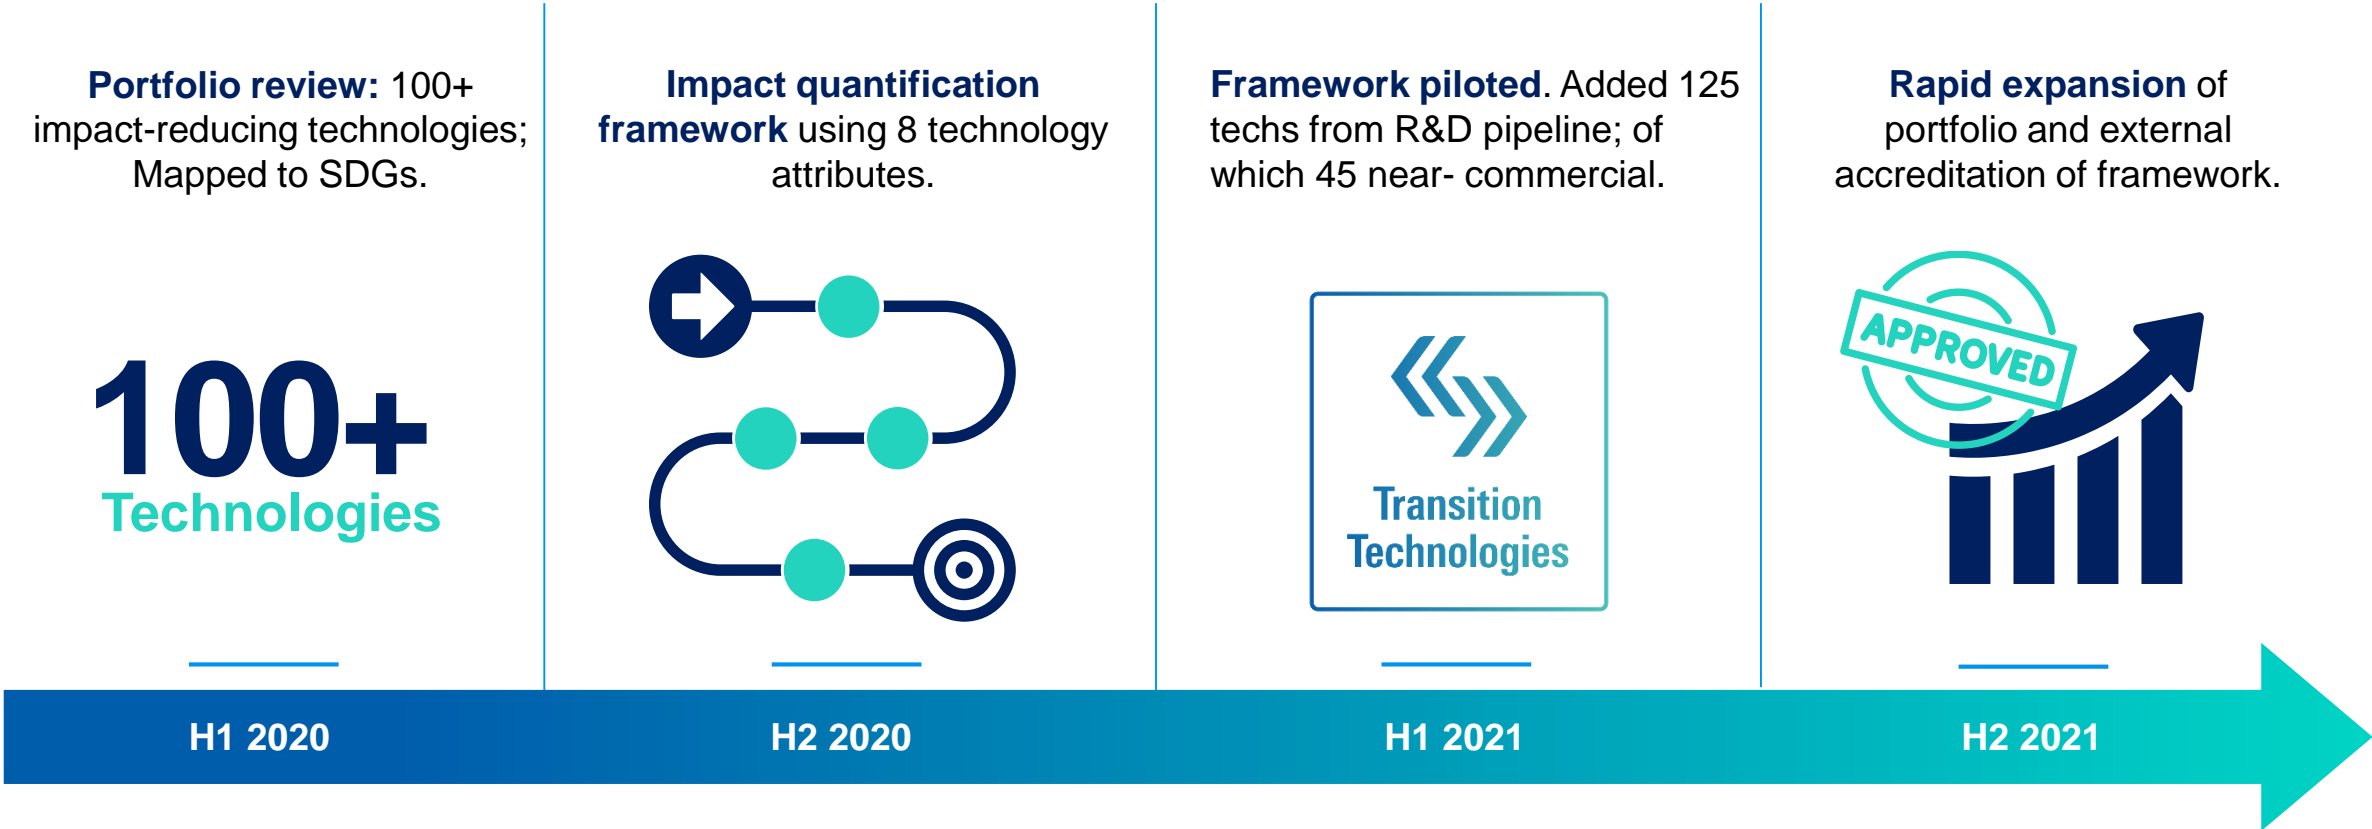 Portfolio review: 100+
impact-reducing technologies;
Mapped to SDGs.
100+
Technologies
H1 2020
Impact quantification
framework using 8 technology
attributes.
H2 2020
Framework piloted. Added 125
techs from R&D pipeline; of
which 45 near- commercial.
Transition
Technologies
H1 2021
Rapid expansion of
portfolio and external
accreditation of framework.
APPROVED
H2 2021